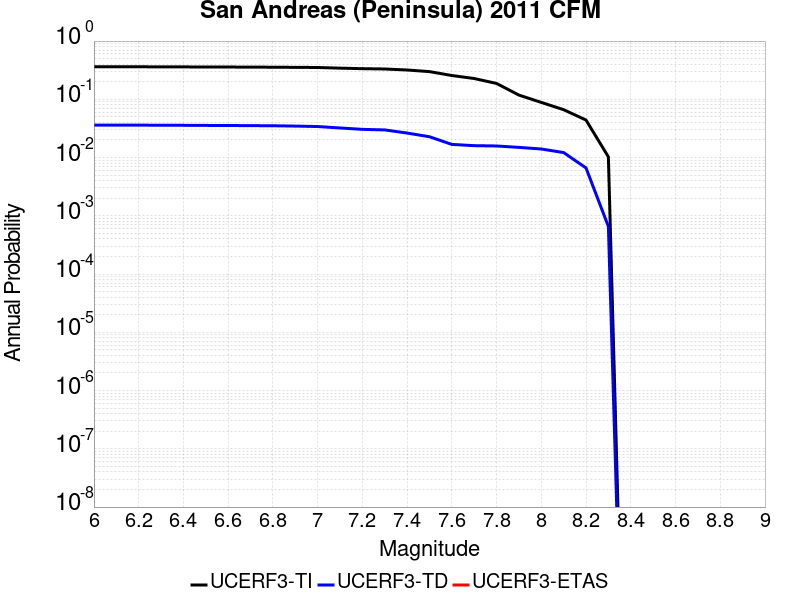 San Andreas (Peninsula) 2011 CFM
10^0
10^-1
10^-2
10^-3
10^-4
10^-5
10^-6
10^-7
10^-8
Annual Probability
6 6.2 6.4 6.6 6.8 7 7.2 7.4 7.6 7.8 8 8.2 8.4 8.6 8.8 9
Magnitude
UCERF3-TI UCERF3-TD UCERF3-ETAS